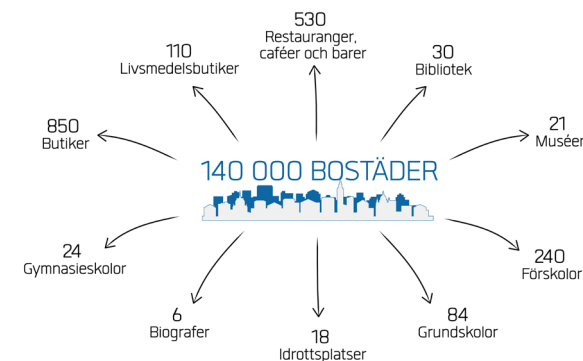 530
Restauranger,
caféer och barer
110
Livsmedelsbutiker
30
Bibliotek
850
Butiker
21
Muséer
140 000 BOSTÄDER
24
Gymnasieskolor
240
Förskolor
6
Biografer
18
Idrottsplatser
84
Grundskolor